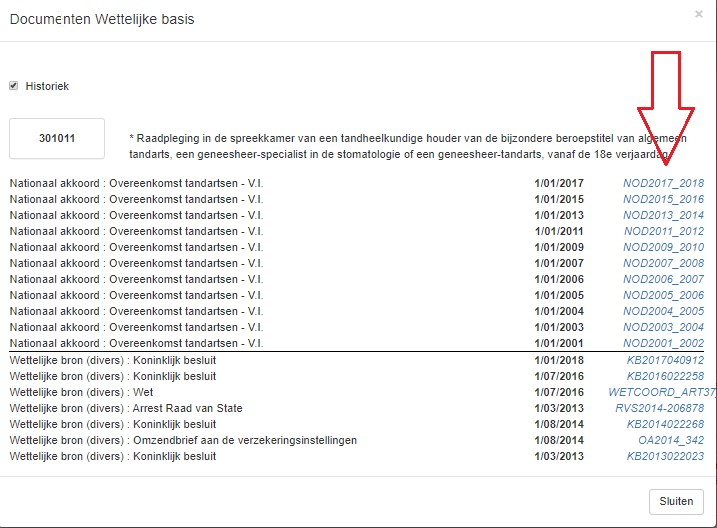 Documenten Wettelijke basis ×
Historiek
301011 * Raadpleging in de spreekkamer van een tandheelkundige houder van de bijzondere beroepstitel van algemeen
tandarts, een geneesheer-specialist in de stomatologie of een geneesheer-tandarts, vanaf de 18e verjaardag
Nationaal akkoord : Overeenkomst tandartsen - V.I. 1/01/2017 NOD2017_2018
Nationaal akkoord : Overeenkomst tandartsen - V.I. 1/01/2015 NOD2015_2016
Nationaal akkoord : Overeenkomst tandartsen - V.I. 1/01/2013 NOD2013_2014
Nationaal akkoord : Overeenkomst tandartsen - V.I. 1/01/2011 NOD2011_2012
Nationaal akkoord : Overeenkomst tandartsen - V.I. 1/01/2009 NOD2009_2010
Nationaal akkoord : Overeenkomst tandartsen - V.I. 1/01/2007 NOD2007_2008
Nationaal akkoord : Overeenkomst tandartsen - V.I. 1/01/2006 NOD2006_2007
Nationaal akkoord : Overeenkomst tandartsen - V.I. 1/01/2005 NOD2005_2006
Nationaal akkoord : Overeenkomst tandartsen - V.I. 1/01/2004 NOD2004_2005
Nationaal akkoord : Overeenkomst tandartsen - V.I. 1/01/2003 NOD2003_2004
Nationaal akkoord : Overeenkomst tandartsen - V.I. 1/01/2001 NOD2001_2002
Wettelijke bron (divers) : Koninklijk besluit 1/01/2018 KB2017040912
Wettelijke bron (divers) : Koninklijk besluit 1/07/2016 KB2016022258
Wettelijke bron (divers) : Wet 1/07/2016 WETCOORD_ART37_
Wettelijke bron (divers) : Arrest Raad van State 1/03/2013 RVS2014-206878
Wettelijke bron (divers) : Koninklijk besluit 1/08/2014 KB2014022268
Wettelijke bron (divers) : Omzendbrief aan de verzekeringsinstellingen 1/08/2014 OA2014_342
Wettelijke bron (divers) : Koninklijk besluit 1/03/2013 KB2013022023
Sluiten